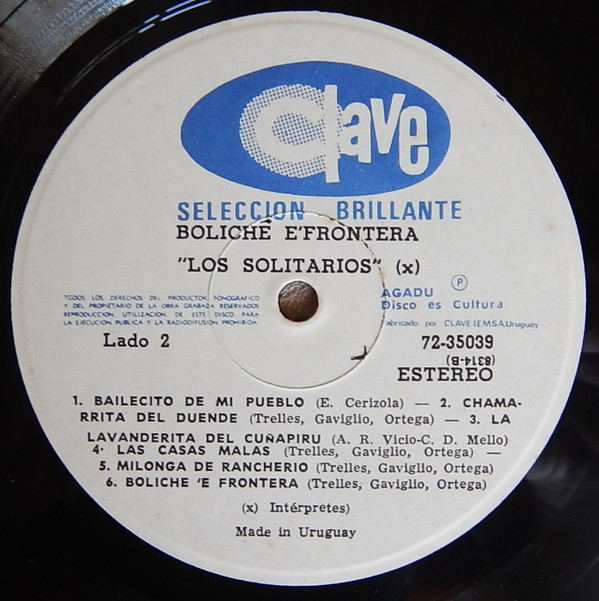 Clave
SELECCION BRILLANTE
BOLICHE E'FRONTERA
"LOS SOLITARIOS" (x)
TODOS LOS DERECHOS DEL PRODUCTOR FONOGRAFICO
Y DEL PROPIETARIO DE LA OBRA GRABADA RESERVADOS
REPRODUCCION UTILIZACION DE ESTE DISCO PARA
LA EJECUCION PUBLICA Y LA RADIODIFUSION PROHIBIDA
AGADU Ⓟ
Disco es Cultura
Fabricado por CLAVE I.E.M.S.A. Uruguay
Lado 2
72-35039
(8314-B)
ESTEREO
1. BAILECITO DE MI PUEBLO (E. Cerizola) — 2. CHAMA-
RRITA DEL DUENDE (Trelles, Gaviglio, Ortega) — 3. LA
LAVANDERITA DEL CUÑAPIRU (A. R. Vicio-C. D. Mello)
4· LAS CASAS MALAS (Trelles, Gaviglio, Ortega) —
5. MILONGA DE RANCHERIO (Trelles, Gaviglio, Ortega)
6. BOLICHE 'E FRONTERA (Trelles, Gaviglio, Ortega)
(x) Intérpretes)
Made in Uruguay